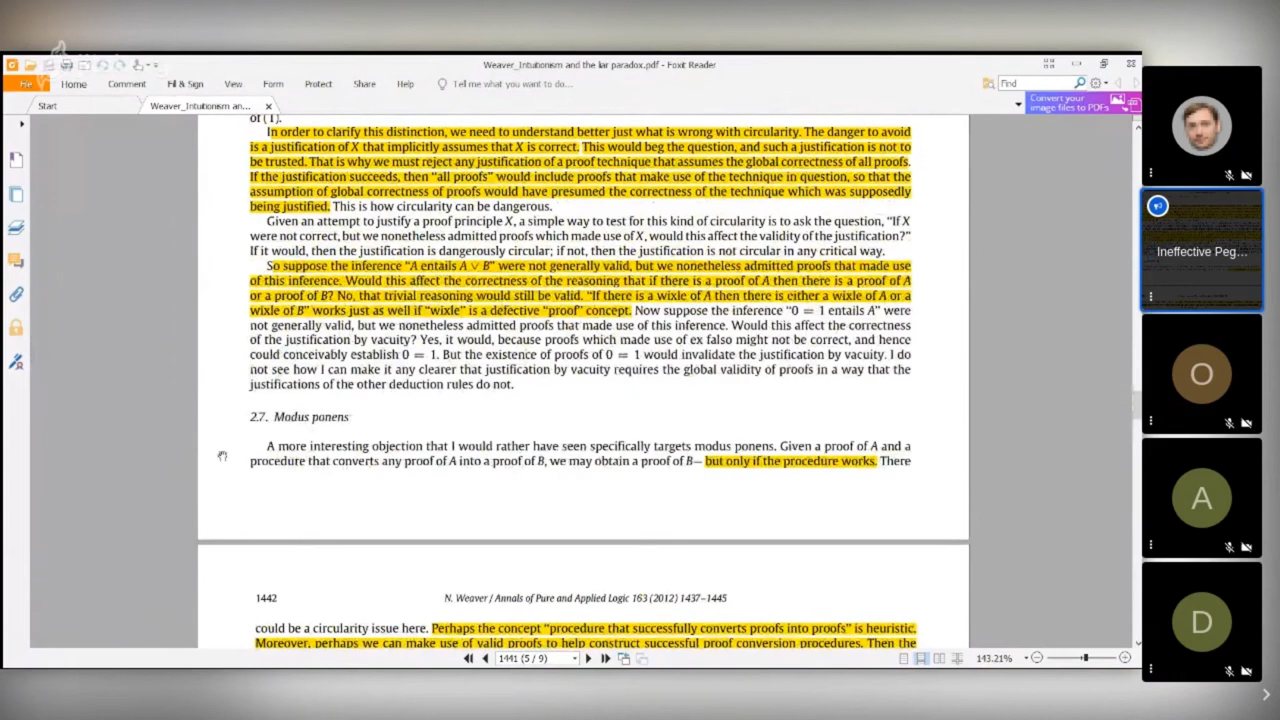 Weaver_Intuitionism and the liar paradox.pdf - Foxit Reader
File Home Comment Fill & Sign View Form Protect Share Help Tell me what you want to do... Find
Convert your
image files to PDFs
Start Weaver_Intuitionism an...
of (1).
In order to clarify this distinction, we need to understand better just what is wrong with circularity. The danger to avoid
is a justification of X that implicitly assumes that X is correct. This would beg the question, and such a justification is not to
be trusted. That is why we must reject any justification of a proof technique that assumes the global correctness of all proofs.
If the justification succeeds, then “all proofs” would include proofs that make use of the technique in question, so that the
assumption of global correctness of proofs would have presumed the correctness of the technique which was supposedly
being justified. This is how circularity can be dangerous.
Given an attempt to justify a proof principle X, a simple way to test for this kind of circularity is to ask the question, “If X
were not correct, but we nonetheless admitted proofs which made use of X, would this affect the validity of the justification?”
If it would, then the justification is dangerously circular; if not, then the justification is not circular in any critical way.
So suppose the inference “A entails A ∨ B” were not generally valid, but we nonetheless admitted proofs that made use
of this inference. Would this affect the correctness of the reasoning that if there is a proof of A then there is a proof of A
or a proof of B? No, that trivial reasoning would still be valid. “If there is a wixle of A then there is either a wixle of A or a
wixle of B” works just as well if “wixle” is a defective “proof” concept. Now suppose the inference “0 = 1 entails A” were
not generally valid, but we nonetheless admitted proofs that made use of this inference. Would this affect the correctness
of the justification by vacuity? Yes, it would, because proofs which made use of ex falso might not be correct, and hence
could conceivably establish 0 = 1. But the existence of proofs of 0 = 1 would invalidate the justification by vacuity. I do
not see how I can make it any clearer that justification by vacuity requires the global validity of proofs in a way that the
justifications of the other deduction rules do not.
2.7. Modus ponens
A more interesting objection that I would rather have seen specifically targets modus ponens. Given a proof of A and a
procedure that converts any proof of A into a proof of B, we may obtain a proof of B— but only if the procedure works. There
1442 N. Weaver / Annals of Pure and Applied Logic 163 (2012) 1437–1445
could be a circularity issue here. Perhaps the concept “procedure that successfully converts proofs into proofs” is heuristic.
Moreover, perhaps we can make use of valid proofs to help construct successful proof conversion procedures. Then the
1441 (5 / 9) 143.21%
Ineffective Peg...
O
A
D